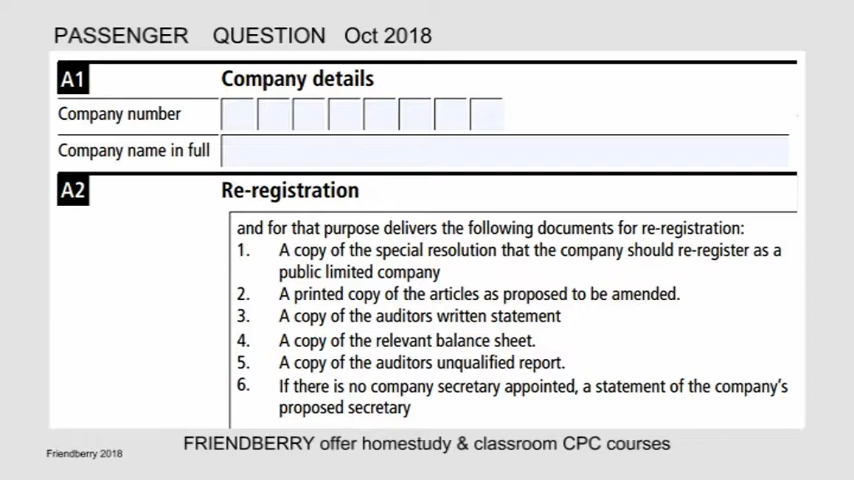 PASSENGER QUESTION Oct 2018
A1 Company details
Company number
Company name in full
A2 Re-registration
and for that purpose delivers the following documents for re-registration:
1. A copy of the special resolution that the company should re-register as a
public limited company
2. A printed copy of the articles as proposed to be amended.
3. A copy of the auditors written statement
4. A copy of the relevant balance sheet.
5. A copy of the auditors unqualified report.
6. If there is no company secretary appointed, a statement of the company's
proposed secretary
FRIENDBERRY offer homestudy & classroom CPC courses
Friendberry 2018